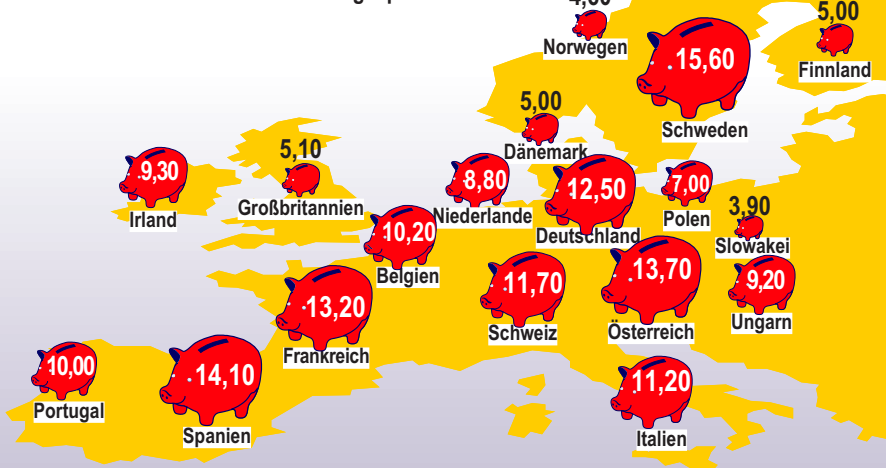 5,00
Norwegen
15,60
Finnland
Schweden
5,00
Dänemark
5,10
9,30
8,80
12,50
7,00
Irland
Großbritannien
Niederlande
Polen
3,90
Deutschland
Slowakei
10,20
Belgien
11,70
13,70
9,20
13,20
Schweiz
Österreich
Ungarn
Frankreich
10,00
14,10
11,20
Portugal
Spanien
Italien